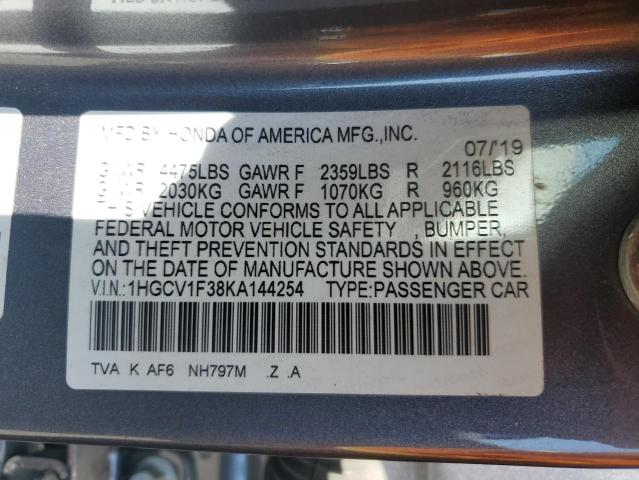 MFD BY HONDA OF AMERICA MFG.,INC. 07/'19
GVWR 4475LBS GAWR F 2359LBS R 2116LBS
GVWR 2030KG GAWR F 1070KG R 960KG
THIS VEHICLE CONFORMS TO ALL APPLICABLE
FEDERAL MOTOR VEHICLE SAFETY , BUMPER,
AND THEFT PREVENTION STANDARDS IN EFFECT
ON THE DATE OF MANUFACTURE SHOWN ABOVE.
V.I.N.:1HGCV1F38KA144254 TYPE:PASSENGER CAR
TVA K AF6 NH797M .Z .A